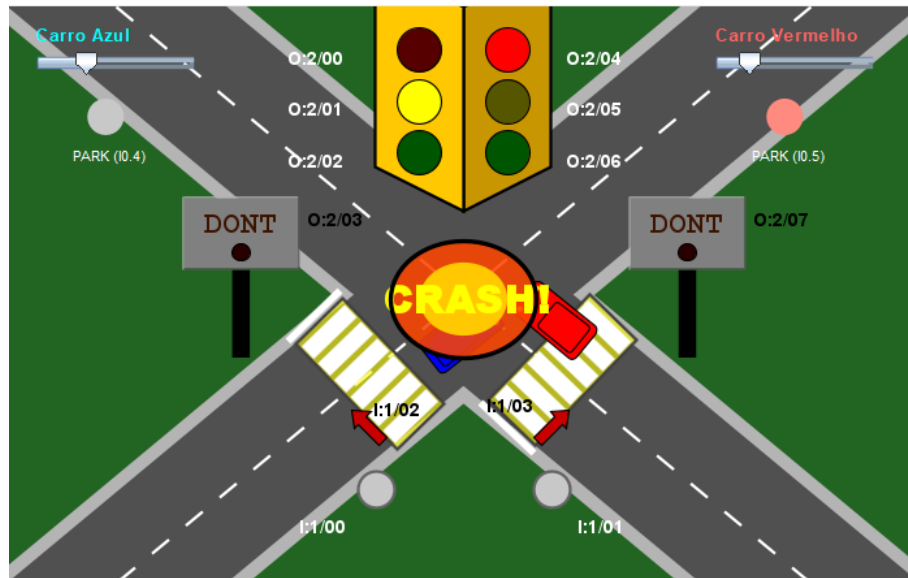 Carro Azul
Carro Vermelho
O:2/00
O:2/04
O:2/01
O:2/05
PARK (I0.4)
O:2/02
O:2/06
PARK (I0.5)
DONT
O:2/03
DONT
O:2/07
CRASH!
I:1/02
I:1/03
I:1/00
I:1/01